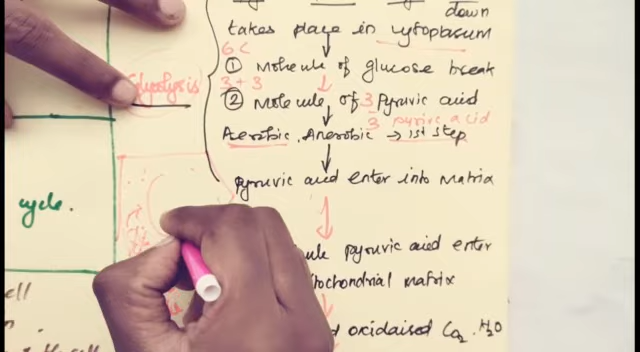 down
takes place in cytoplasm
6C
① Molecule of glucose break
Glycolysis
3 + 3
② Molecule of 3 Pyruvic acid
3 pyruvic acid
Aerobic, Anerobic → 1st step
Pyruvic acid enter into Matrix
cycle.
ule pyruvic acid enter
itochondrial matrix
ell
d oxidaised Co2 . H2O